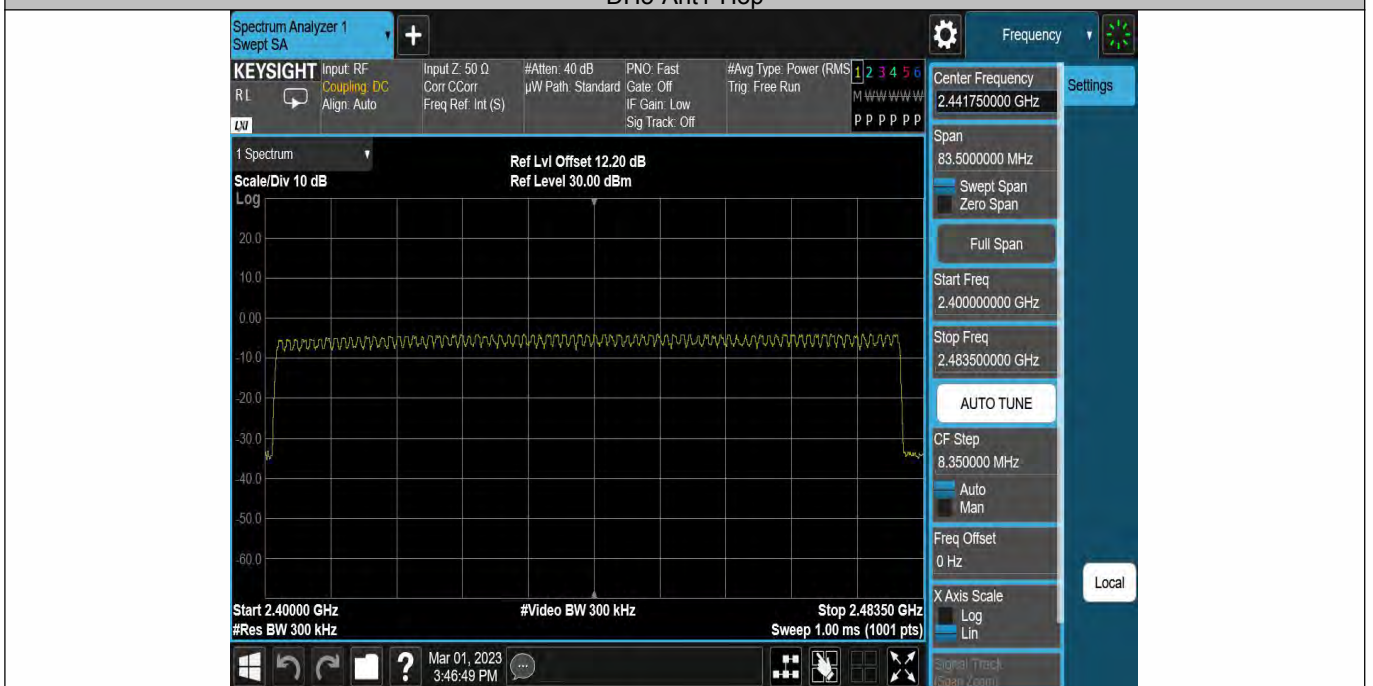 Spectrum Analyzer 1
Swept SA
+
Frequency
KEYSIGHT
RL
LXI
Input: RF
Coupling: DC
Align: Auto
Input Z: 50 Ω
Corr CCorr
Freq Ref: Int (S)
#Atten: 40 dB
µW Path: Standard
PNO: Fast
Gate: Off
IF Gain: Low
Sig Track: Off
#Avg Type: Power (RMS
Trig: Free Run
1 2 3 4 5 6
M W W W W W
P P P P P P
Center Frequency
2.441750000 GHz
Settings
Span
83.5000000 MHz
Swept Span
Zero Span
Full Span
Start Freq
2.400000000 GHz
Stop Freq
2.483500000 GHz
AUTO TUNE
CF Step
8.350000 MHz
Auto
Man
Freq Offset
0 Hz
X Axis Scale
Log
Lin
Signal Track
(Span Zoom)
Local
1 Spectrum
Scale/Div 10 dB
Log
Ref Lvl Offset 12.20 dB
Ref Level 30.00 dBm
20.0
10.0
0.00
-10.0
-20.0
-30.0
-40.0
-50.0
-60.0
Start 2.40000 GHz
#Res BW 300 kHz
#Video BW 300 kHz
Stop 2.48350 GHz
Sweep 1.00 ms (1001 pts)
?
Mar 01, 2023
3:46:49 PM